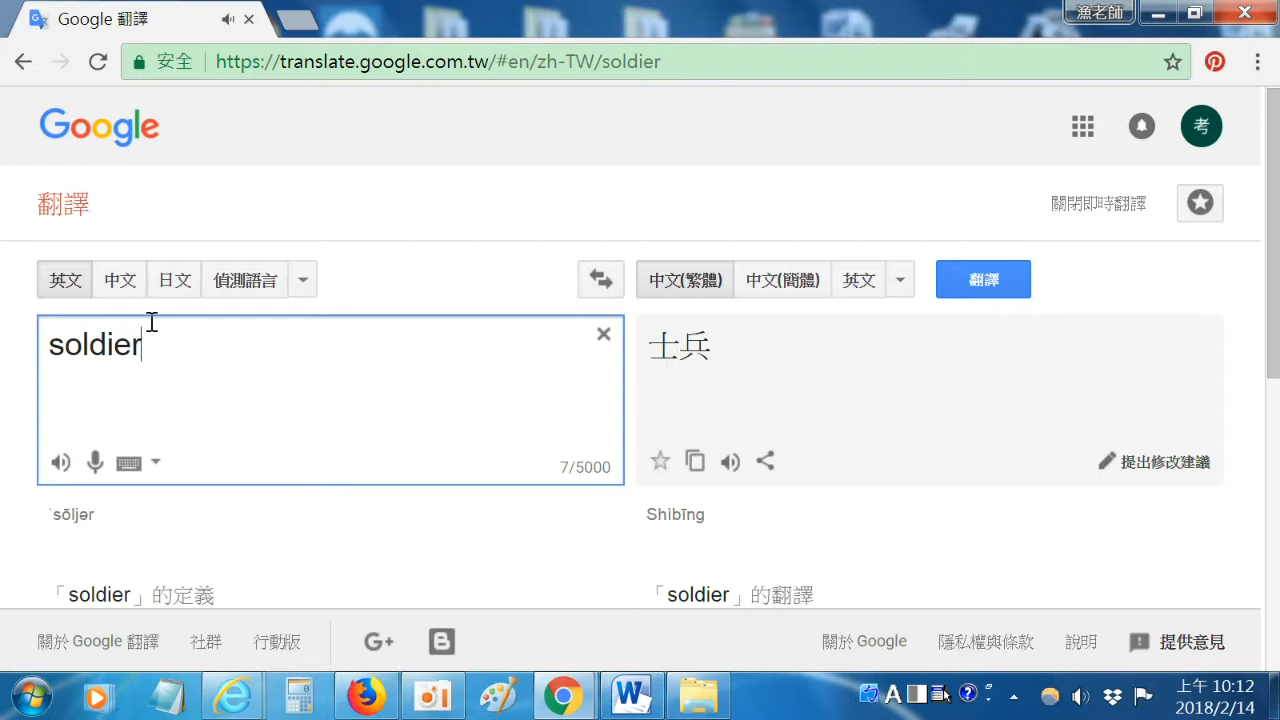 Google 翻譯
漁老師
安全 https://translate.google.com.tw/#en/zh-TW/soldier
Google
考
翻譯
關閉即時翻譯
英文 中文 日文 偵測語言
中文(繁體) 中文(簡體) 英文 翻譯
soldier
士兵
7/5000
提出修改建議
ˈsōljər
Shìbīng
「soldier」的定義
「soldier」的翻譯
關於 Google 翻譯 社群 行動版 G+ B 關於 Google 隱私權與條款 說明 提供意見
上午 10:12
2018/2/14